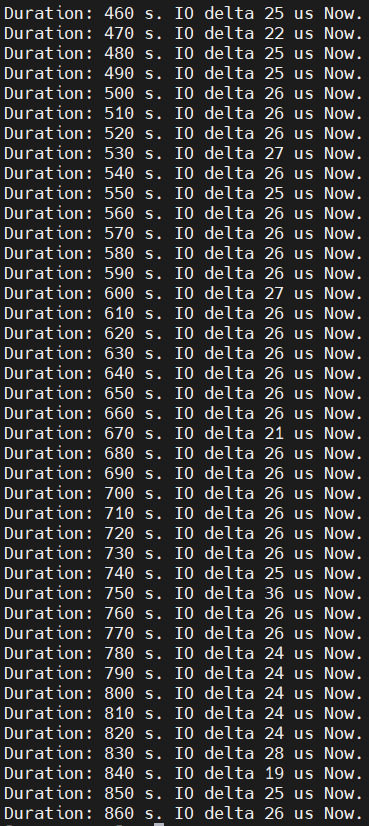 Duration: 460 s. IO delta 25 us Now.
Duration: 470 s. IO delta 22 us Now.
Duration: 480 s. IO delta 25 us Now.
Duration: 490 s. IO delta 25 us Now.
Duration: 500 s. IO delta 26 us Now.
Duration: 510 s. IO delta 26 us Now.
Duration: 520 s. IO delta 26 us Now.
Duration: 530 s. IO delta 27 us Now.
Duration: 540 s. IO delta 26 us Now.
Duration: 550 s. IO delta 25 us Now.
Duration: 560 s. IO delta 26 us Now.
Duration: 570 s. IO delta 26 us Now.
Duration: 580 s. IO delta 26 us Now.
Duration: 590 s. IO delta 26 us Now.
Duration: 600 s. IO delta 27 us Now.
Duration: 610 s. IO delta 26 us Now.
Duration: 620 s. IO delta 26 us Now.
Duration: 630 s. IO delta 26 us Now.
Duration: 640 s. IO delta 26 us Now.
Duration: 650 s. IO delta 26 us Now.
Duration: 660 s. IO delta 26 us Now.
Duration: 670 s. IO delta 21 us Now.
Duration: 680 s. IO delta 26 us Now.
Duration: 690 s. IO delta 26 us Now.
Duration: 700 s. IO delta 26 us Now.
Duration: 710 s. IO delta 26 us Now.
Duration: 720 s. IO delta 26 us Now.
Duration: 730 s. IO delta 26 us Now.
Duration: 740 s. IO delta 25 us Now.
Duration: 750 s. IO delta 36 us Now.
Duration: 760 s. IO delta 26 us Now.
Duration: 770 s. IO delta 26 us Now.
Duration: 780 s. IO delta 24 us Now.
Duration: 790 s. IO delta 24 us Now.
Duration: 800 s. IO delta 24 us Now.
Duration: 810 s. IO delta 24 us Now.
Duration: 820 s. IO delta 24 us Now.
Duration: 830 s. IO delta 28 us Now.
Duration: 840 s. IO delta 19 us Now.
Duration: 850 s. IO delta 25 us Now.
Duration: 860 s. IO delta 26 us Now.